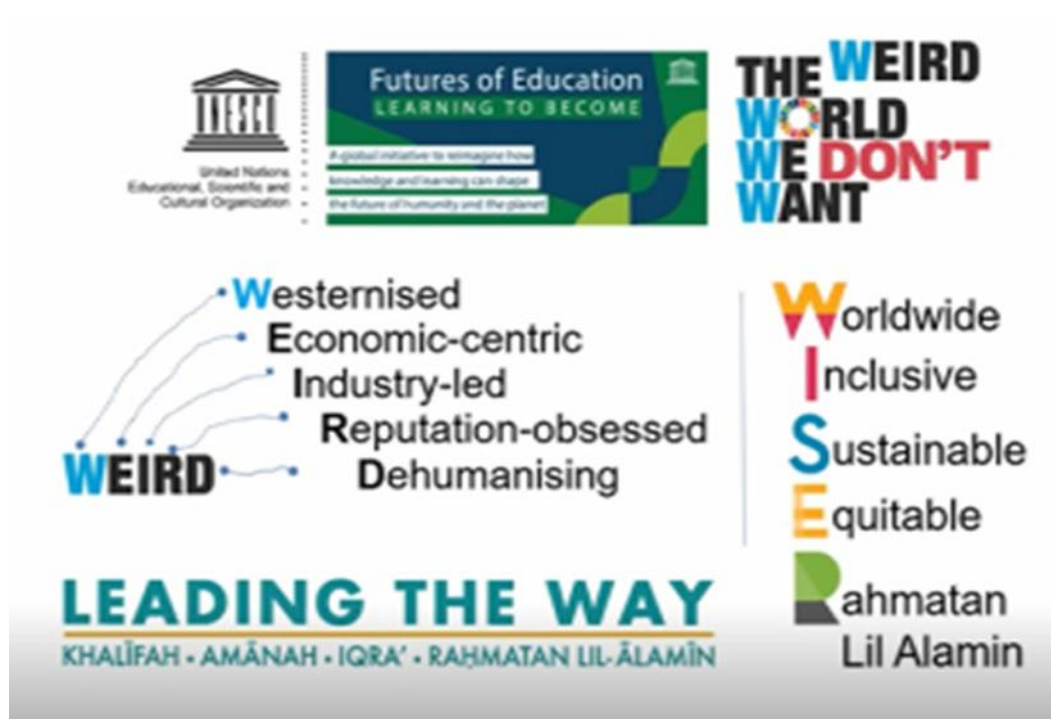 UNESCO
United Nations
Educational, Scientific and
Cultural Organization
Futures of Education
LEARNING TO BECOME
A global initiative to reimagine how
knowledge and learning can shape
the future of humanity and the planet
THE WEIRD
WORLD
WE DON'T
WANT
Westernised
Economic-centric
Industry-led
Reputation-obsessed
Dehumanising
WEIRD
Worldwide
Inclusive
Sustainable
Equitable
Rahmatan
Lil Alamin
LEADING THE WAY
KHALĪFAH • AMĀNAH • IQRA' • RAḤMATAN LIL-ĀLAMĪN